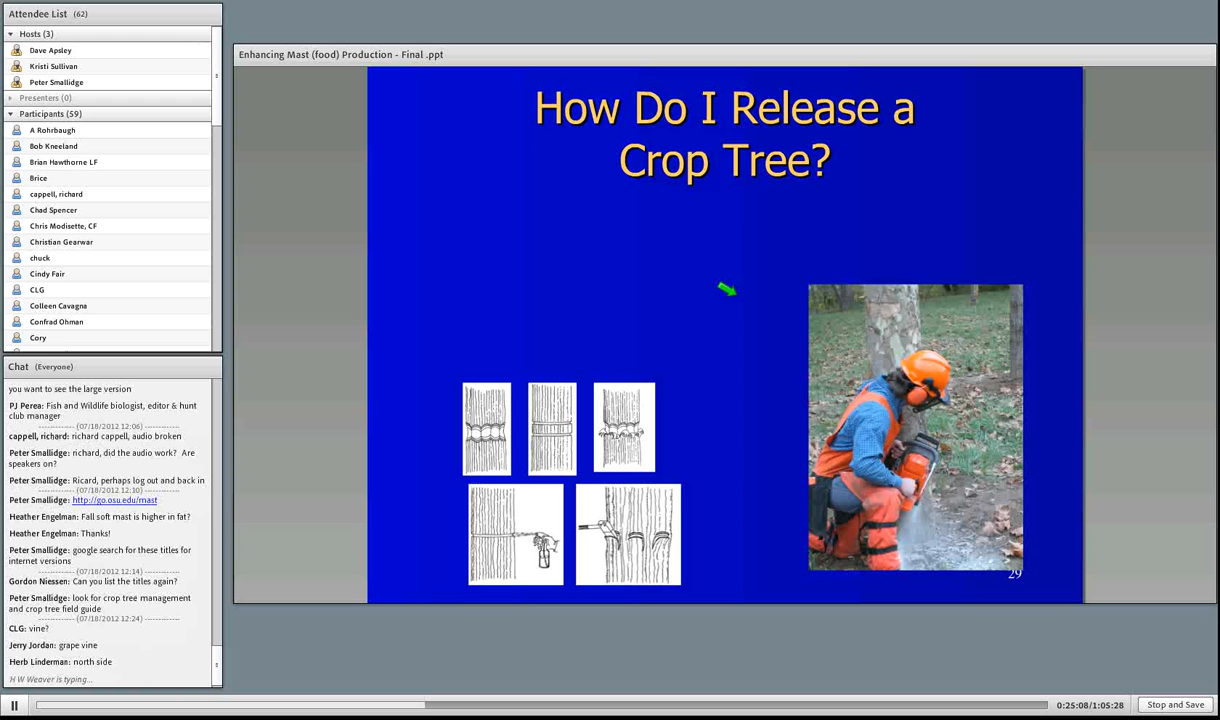 Attendee List (62)
Hosts (3)
Dave Apsley
Kristi Sullivan
Peter Smallidge
Presenters (0)
Participants (59)
A Rohrbaugh
Bob Kneeland
Brian Hawthorne LF
Brice
cappell, richard
Chad Spencer
Chris Modisette, CF
Christian Gearwar
chuck
Cindy Fair
CLG
Colleen Cavagna
Confrad Ohman
Cory
Chat (Everyone)
you want to see the large version
PJ Perea: Fish and Wildlife biologist, editor & hunt
club manager
------------- (07/18/2012 12:06) -------------
cappell, richard: richard cappell, audio broken
Peter Smallidge: richard, did the audio work? Are
speakers on?
Peter Smallidge: Ricard, perhaps log out and back in
------------- (07/18/2012 12:10) -------------
Peter Smallidge: http://go.osu.edu/mast
Heather Engelman: Fall soft mast is higher in fat?
Heather Engelman: Thanks!
Peter Smallidge: google search for these titles for
internet versions
------------- (07/18/2012 12:14) -------------
Gordon Niessen: Can you list the titles again?
Peter Smallidge: look for crop tree management
and crop tree field guide
------------- (07/18/2012 12:24) -------------
CLG: vine?
Jerry Jordan: grape vine
Herb Linderman: north side
H W Weaver is typing...
Enhancing Mast (food) Production - Final .ppt
How Do I Release a
Crop Tree?
29
0:25:08/1:05:28
Stop and Save